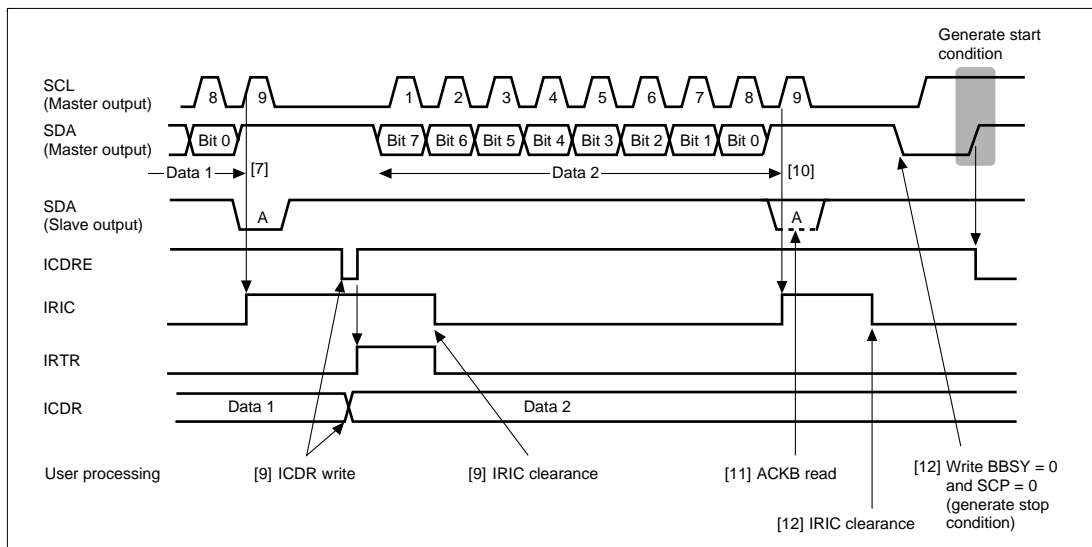 Generate start
condition
SCL
(Master output)
8 9 1 2 3 4 5 6 7 8 9
SDA
(Master output)
Bit 0 Bit 7 Bit 6 Bit 5 Bit 4 Bit 3 Bit 2 Bit 1 Bit 0
Data 1 [7] Data 2 [10]
SDA
(Slave output)
A A
ICDRE
IRIC
IRTR
ICDR Data 1 Data 2
User processing [9] ICDR write [9] IRIC clearance [11] ACKB read [12] Write BBSY = 0
and SCP = 0
(generate stop
condition)
[12] IRIC clearance